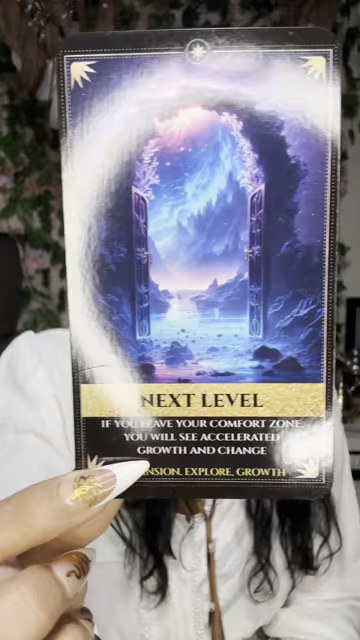 NEXT LEVEL
IF YOU LEAVE YOUR COMFORT ZONE,
YOU WILL SEE ACCELERATED
GROWTH AND CHANGE
EXPLORE, GROWTH